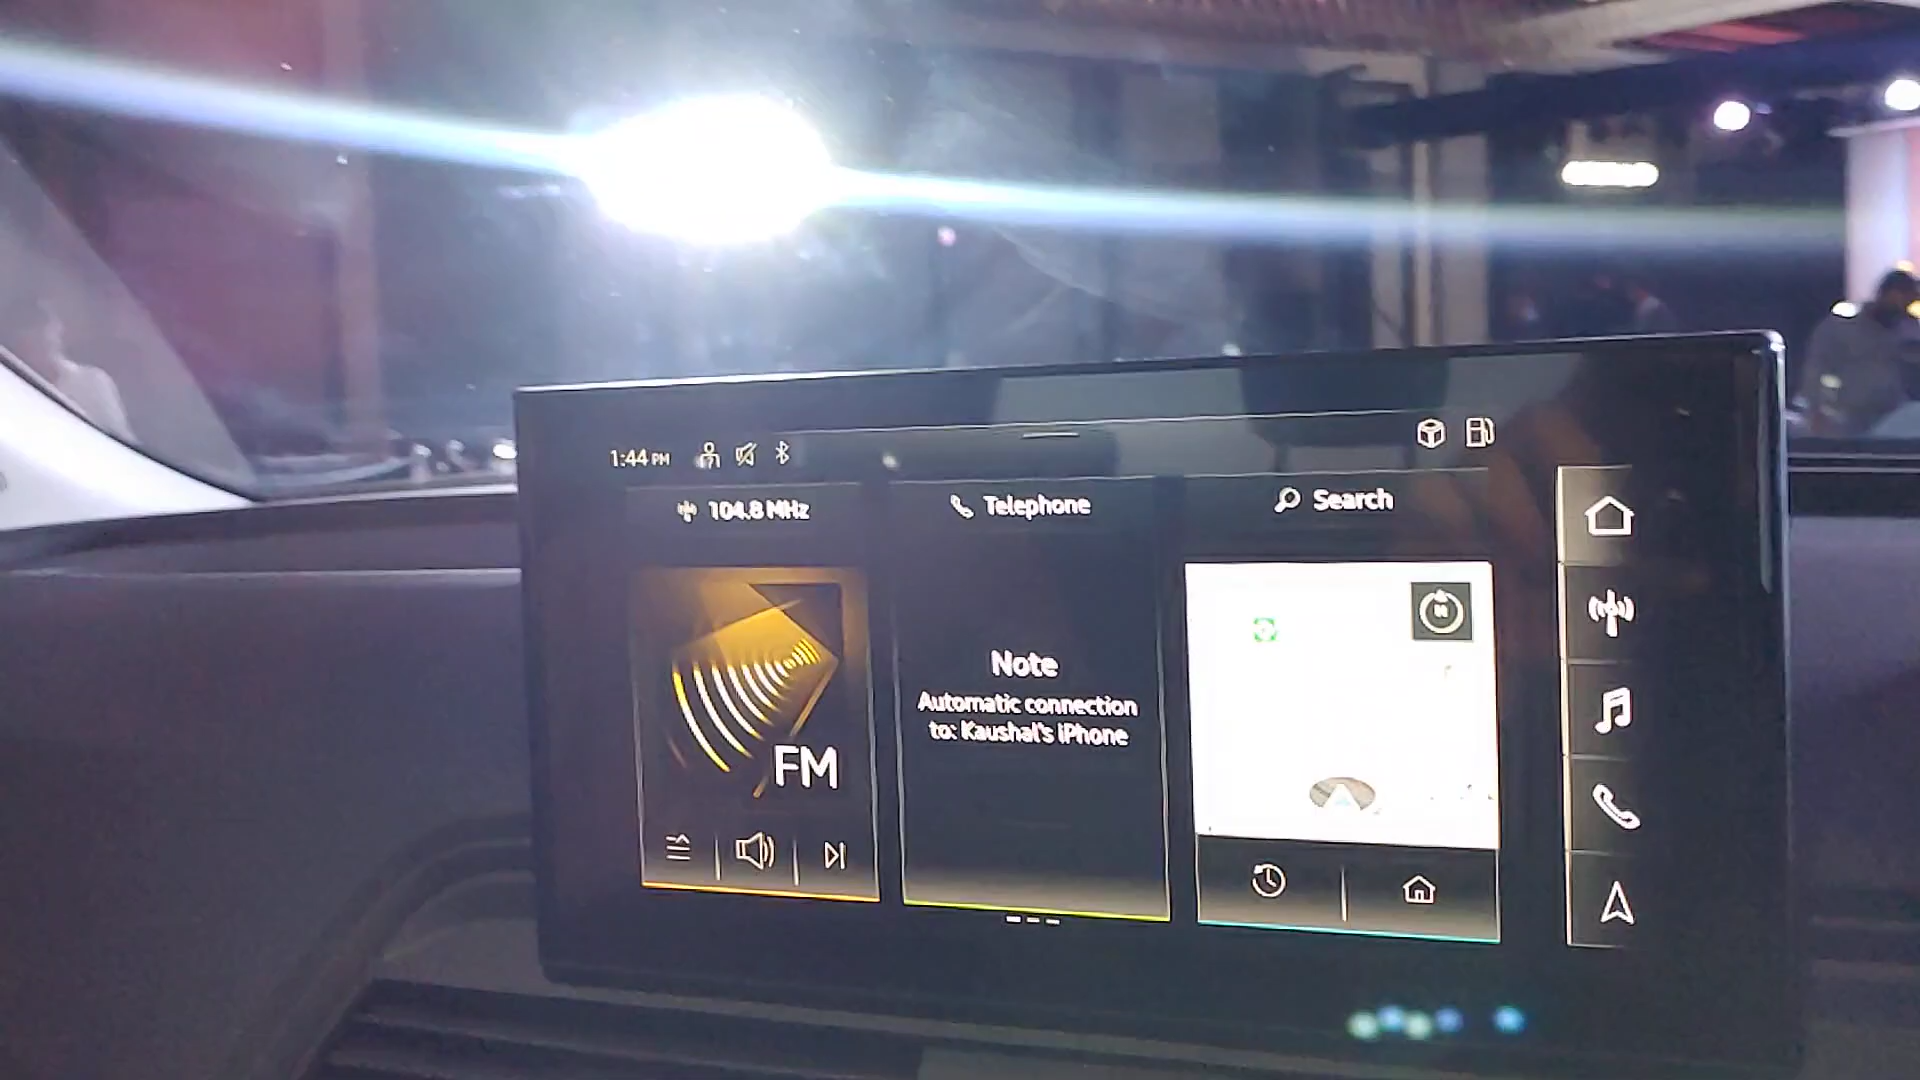 1:44 PM
104.8 MHz
Telephone
Search
Note
Automatic connection
to: Kaushal's iPhone
FM
N